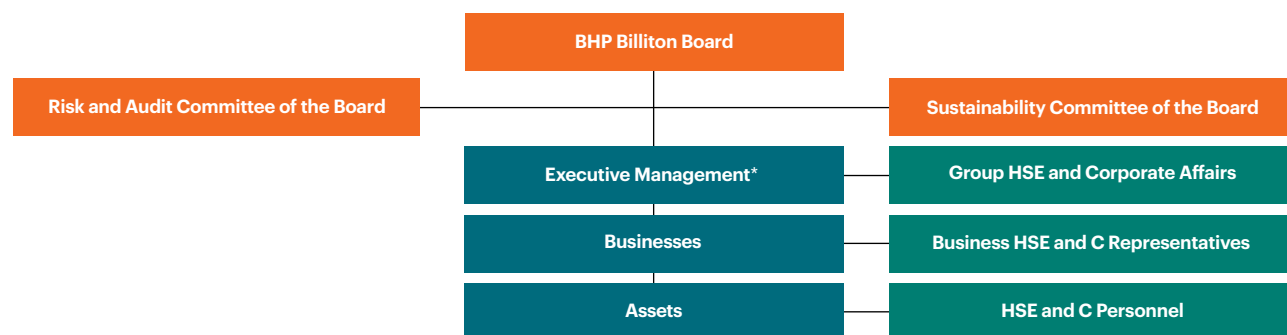 BHP Billiton Board
Risk and Audit Committee of the Board
Sustainability Committee of the Board
Executive Management*
Group HSE and Corporate Affairs
Businesses
Business HSE and C Representatives
Assets
HSE and C Personnel